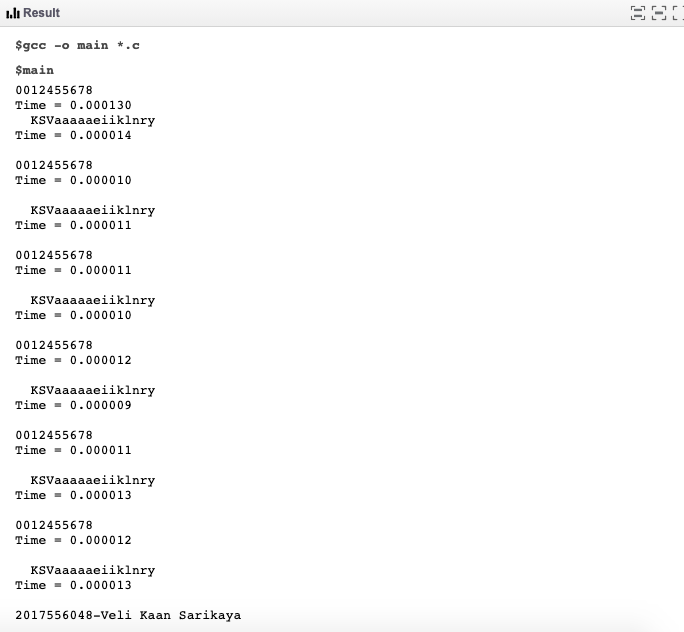 Result
$gcc -o main *.c
$main
0012455678
Time = 0.000130
  KSVaaaaaeiiklnry
Time = 0.000014
0012455678
Time = 0.000010
  KSVaaaaaeiiklnry
Time = 0.000011
0012455678
Time = 0.000011
  KSVaaaaaeiiklnry
Time = 0.000010
0012455678
Time = 0.000012
  KSVaaaaaeiiklnry
Time = 0.000009
0012455678
Time = 0.000011
  KSVaaaaaeiiklnry
Time = 0.000013
0012455678
Time = 0.000012
  KSVaaaaaeiiklnry
Time = 0.000013
2017556048-Veli Kaan Sarikaya